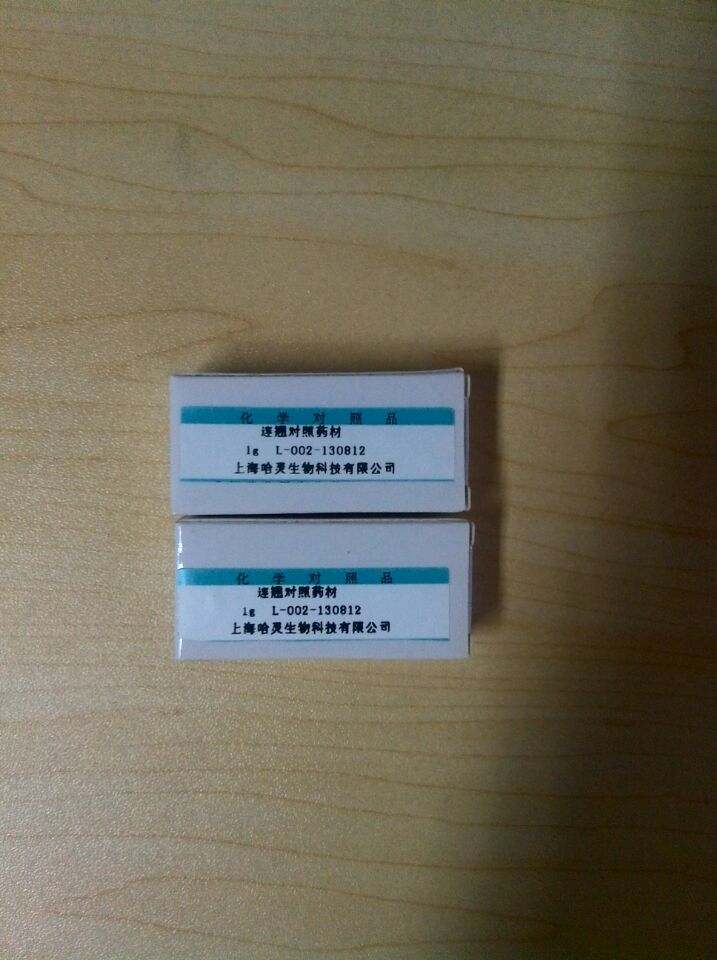 化学对照品
连翘对照药材
1g L-002-130812
上海哈灵生物科技有限公司
化学对照品
连翘对照药材
1g L-002-130812
上海哈灵生物科技有限公司